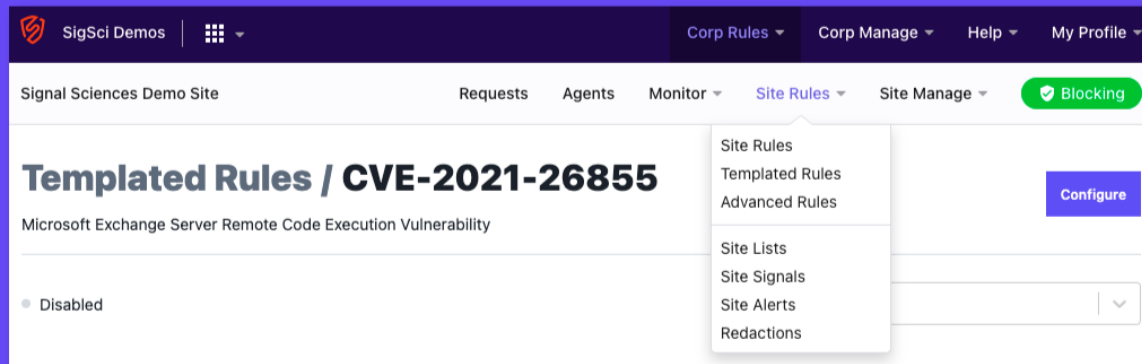 SigSci Demos Corp Rules Corp Manage Help My Profile
Signal Sciences Demo Site Requests Agents Monitor Site Rules Site Manage Blocking
Site Rules
Templated Rules
Advanced Rules
Site Lists
Site Signals
Site Alerts
Redactions
Templated Rules / CVE-2021-26855
Configure
Microsoft Exchange Server Remote Code Execution Vulnerability
Disabled